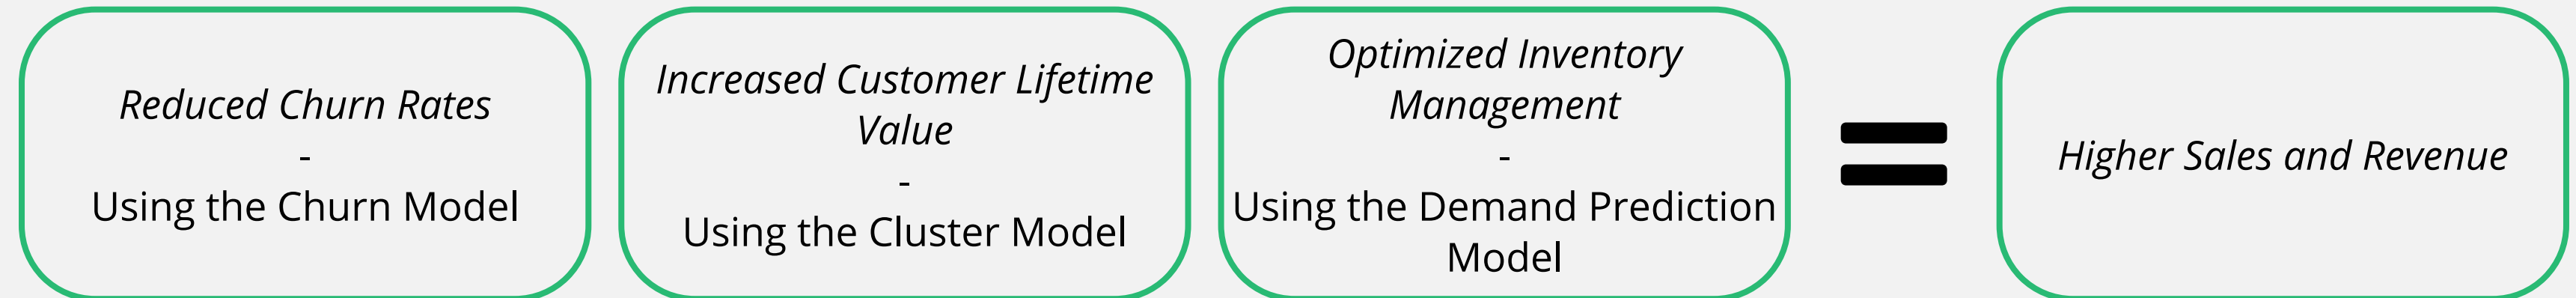 Reduced Churn Rates
-
Using the Churn Model
Increased Customer Lifetime
Value
-
Using the Cluster Model
Optimized Inventory
Management
-
Using the Demand Prediction
Model
=
Higher Sales and Revenue